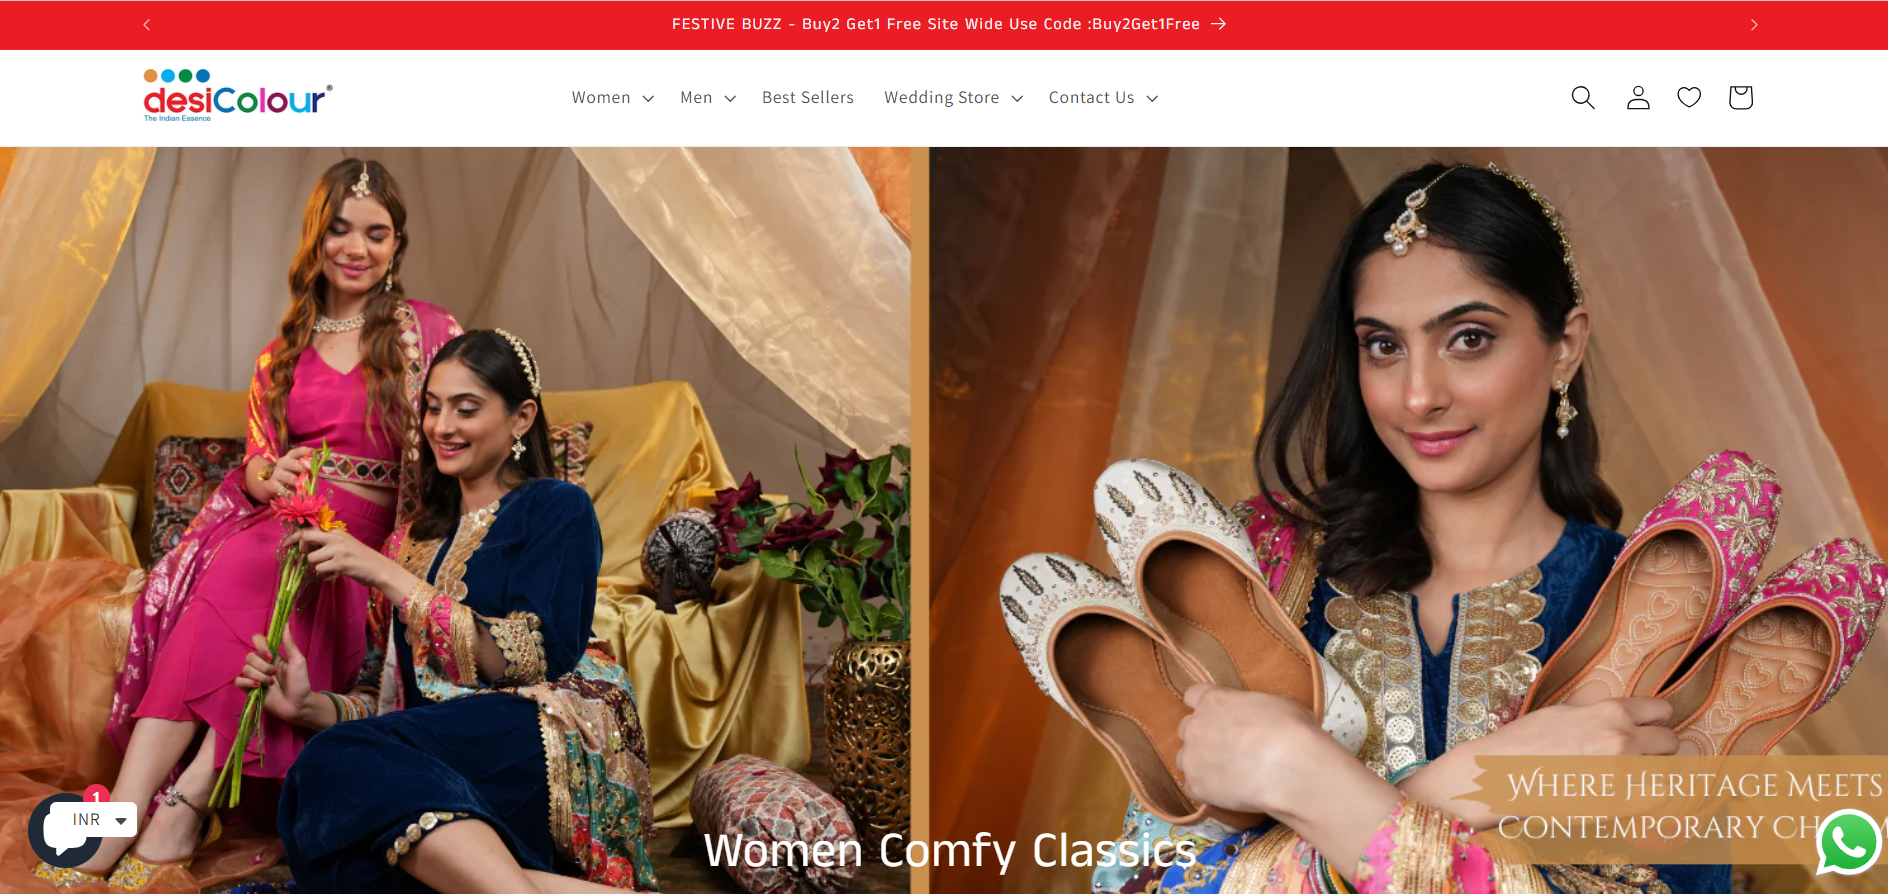 FESTIVE BUZZ - Buy2 Get1 Free Site Wide Use Code :Buy2Get1Free
desiColour®
The Indian Essence
Women
Men
Best Sellers
Wedding Store
Contact Us
WHERE HERITAGE MEETS
CONTEMPORARY CH
1
INR
Women Comfy Classics